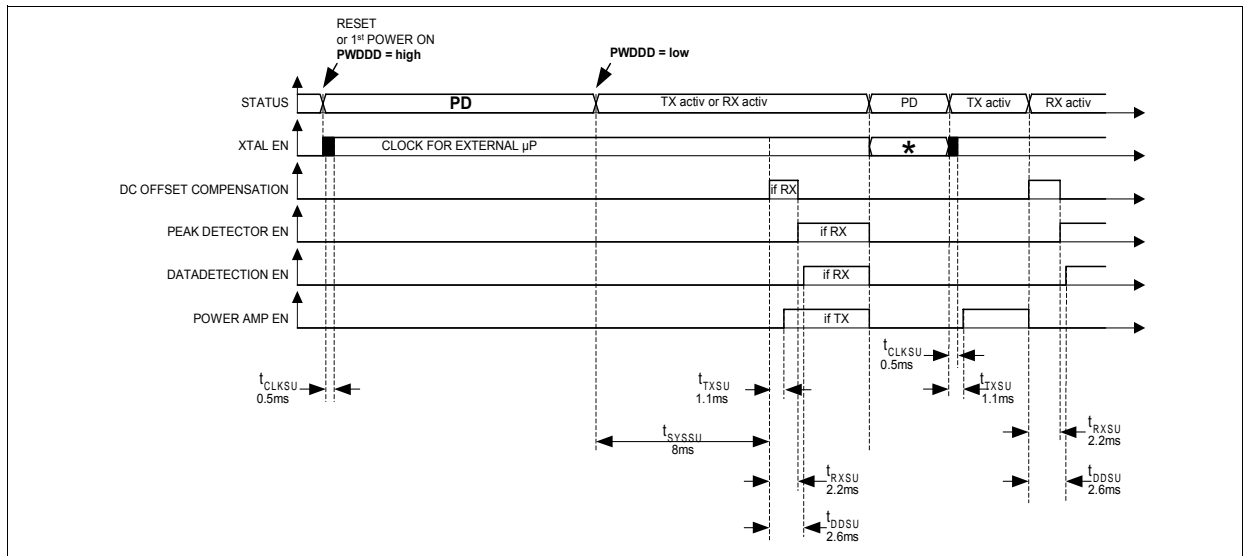 RESET
or 1st POWER ON
PWDDD = high
PWDDD = low
STATUS
PD
TX activ or RX activ
PD
TX activ
RX activ
XTAL EN
CLOCK FOR EXTERNAL µP
*
DC OFFSET COMPENSATION
if RX
PEAK DETECTOR EN
if RX
DATADETECTION EN
if RX
POWER AMP EN
if TX
tCLKSU
0.5ms
tTXSU
1.1ms
tCLKSU
0.5ms
tTXSU
1.1ms
tSYSSU
8ms
tRXSU
2.2ms
tRXSU
2.2ms
tDDSU
2.6ms
tDDSU
2.6ms